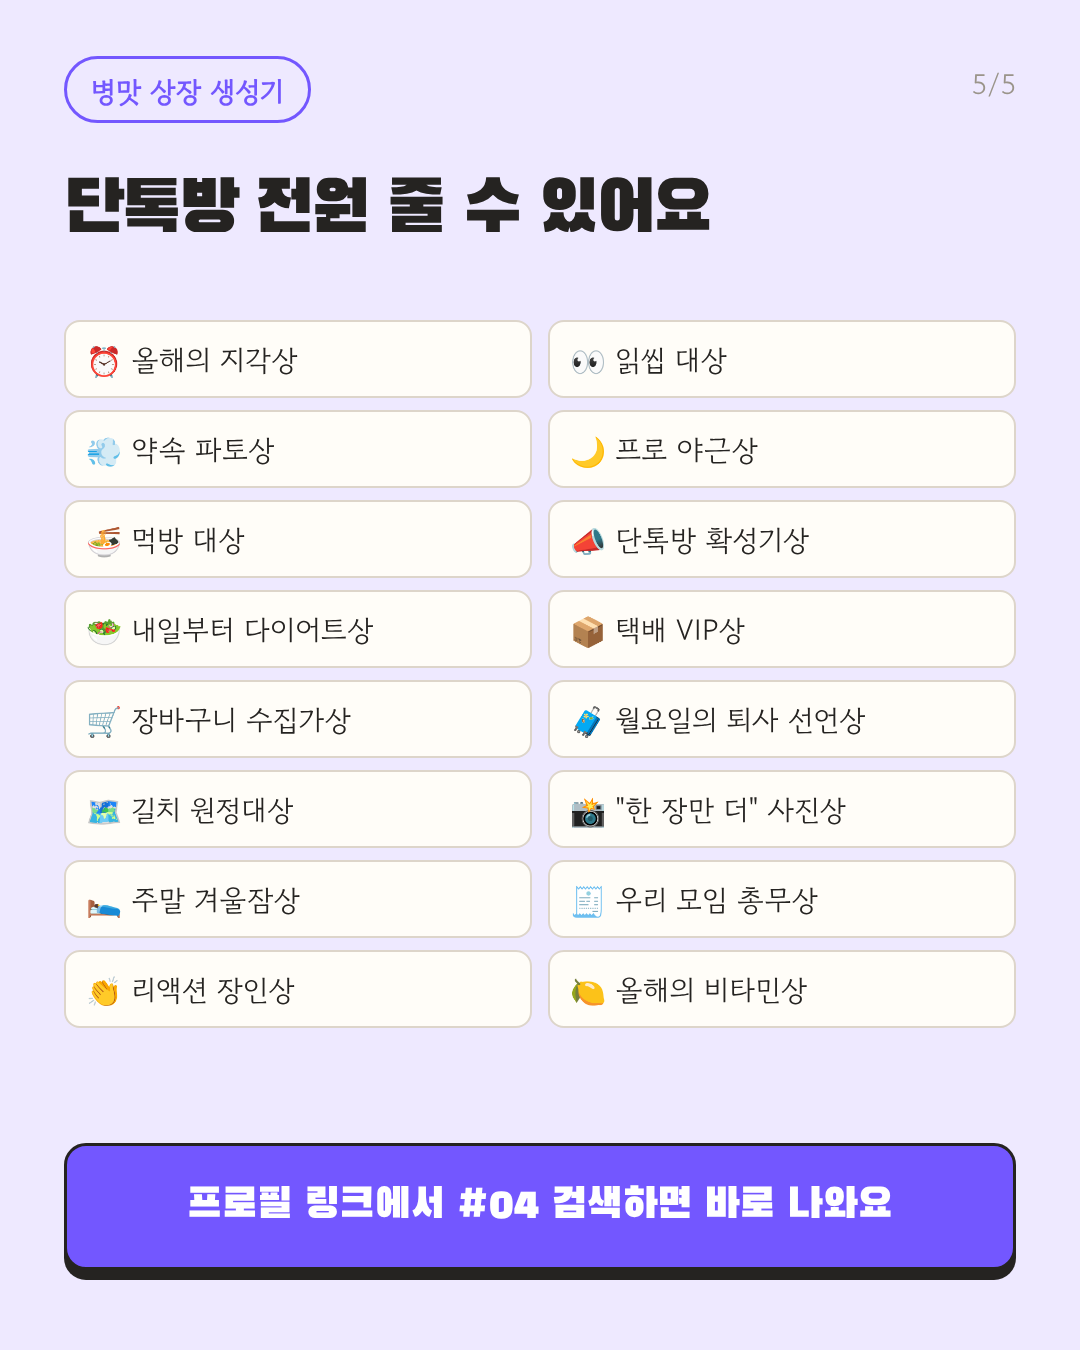 병맛 상장 생성기
5/5
단톡방 전원 줄 수 있어요
올해의 지각상
읽씹 대상
약속 파토상
프로 야근상
먹방 대상
단톡방 확성기상
내일부터 다이어트상
택배 VIP상
장바구니 수집가상
월요일의 퇴사 선언상
길치 원정대상
"한 장만 더" 사진상
주말 겨울잠상
우리 모임 총무상
리액션 장인상
올해의 비타민상
프로필 링크에서 #04 검색하면 바로 나와요